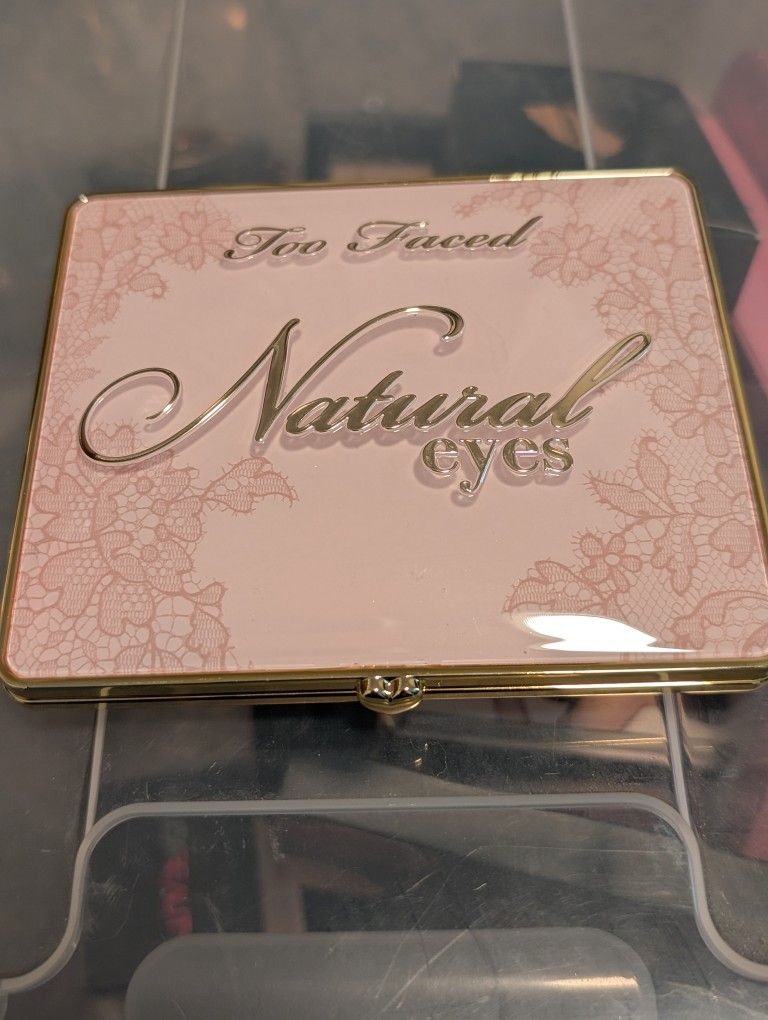 Too Faced
Natural
eyes